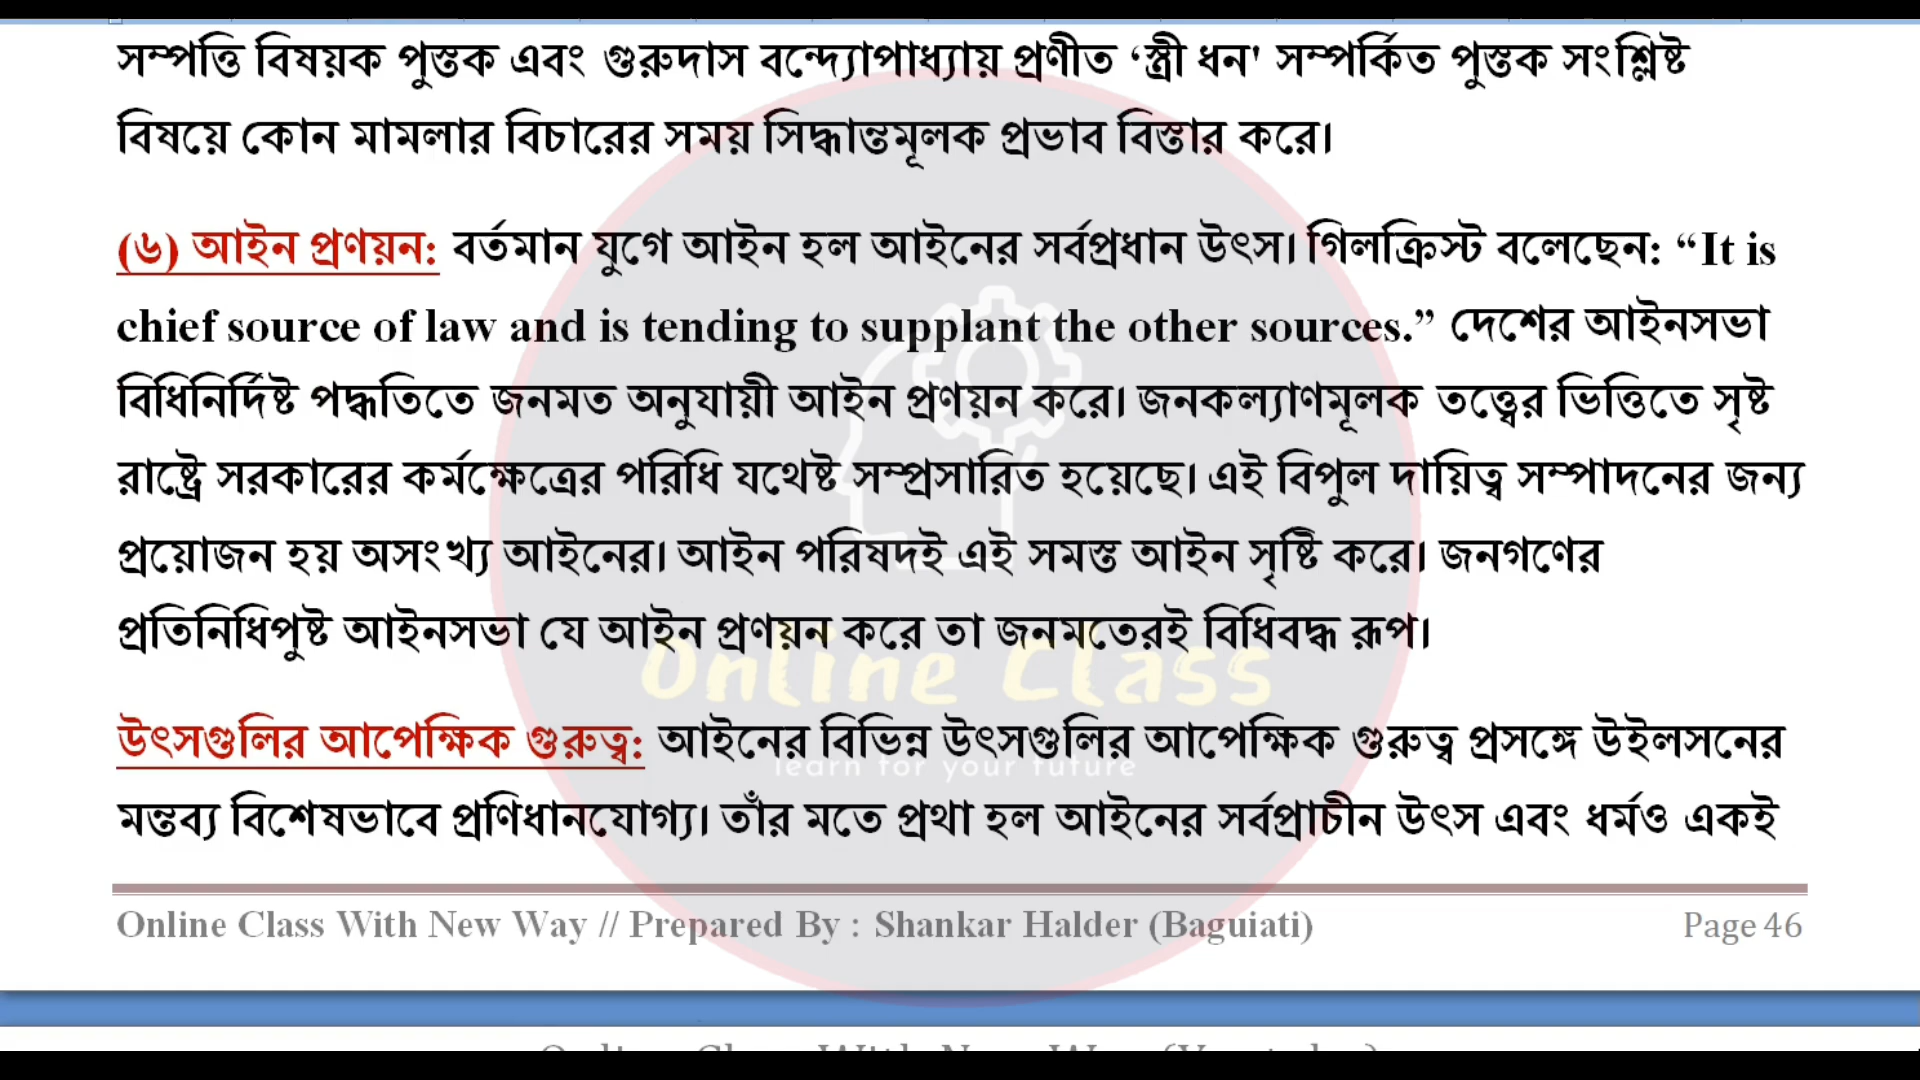 সম্পত্তি বিষয়ক পুস্তক এবং গুরুদাস বন্দ্যোপাধ্যায় প্রণীত ‘স্ত্রী ধন' সম্পর্কিত পুস্তক সংশ্লিষ্ট
বিষয়ে কোন মামলার বিচারের সময় সিদ্ধান্তমূলক প্রভাব বিস্তার করে।
(৬) আইন প্রণয়ন: বর্তমান যুগে আইন হল আইনের সর্বপ্রধান উৎস। গিলক্রিস্ট বলেছেন: “It is
chief source of law and is tending to supplant the other sources.” দেশের আইনসভা
বিধিনির্দিষ্ট পদ্ধতিতে জনমত অনুযায়ী আইন প্রণয়ন করে। জনকল্যাণমূলক তত্ত্বের ভিত্তিতে সৃষ্ট
রাষ্ট্রে সরকারের কর্মক্ষেত্রের পরিধি যথেষ্ট সম্প্রসারিত হয়েছে। এই বিপুল দায়িত্ব সম্পাদনের জন্য
প্রয়োজন হয় অসংখ্য আইনের। আইন পরিষদই এই সমস্ত আইন সৃষ্টি করে। জনগণের
প্রতিনিধিপুষ্ট আইনসভা যে আইন প্রণয়ন করে তা জনমতেরই বিধিবদ্ধ রূপ।
Online Class
উৎসগুলির আপেক্ষিক গুরুত্ব: আইনের বিভিন্ন উৎসগুলির আপেক্ষিক গুরুত্ব প্রসঙ্গে উইলসনের
learn for your future
মন্তব্য বিশেষভাবে প্রণিধানযোগ্য। তাঁর মতে প্রথা হল আইনের সর্বপ্রাচীন উৎস এবং ধর্মও একই
Online Class With New Way // Prepared By : Shankar Halder (Baguiati)
Page 46